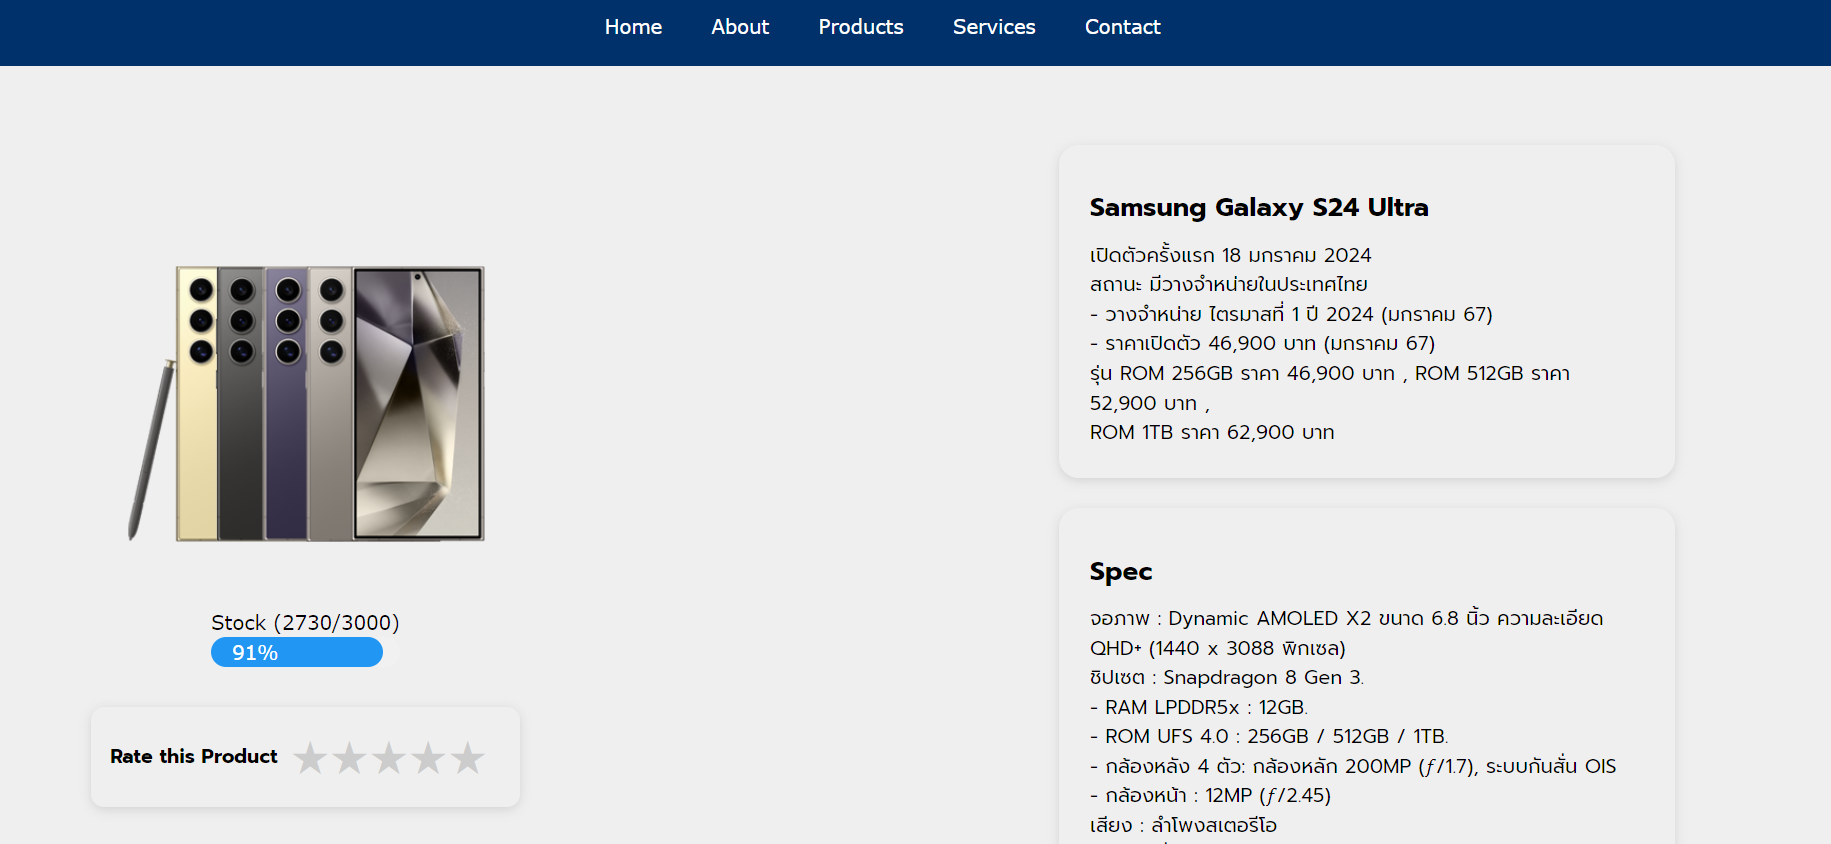 Home About Products Services Contact
Samsung Galaxy S24 Ultra
เปิดตัวครั้งแรก 18 มกราคม 2024
สถานะ มีวางจำหน่ายในประเทศไทย
- วางจำหน่าย ไตรมาสที่ 1 ปี 2024 (มกราคม 67)
- ราคาเปิดตัว 46,900 บาท (มกราคม 67)
รุ่น ROM 256GB ราคา 46,900 บาท , ROM 512GB ราคา
52,900 บาท ,
ROM 1TB ราคา 62,900 บาท
Stock (2730/3000)
91%
Rate this Product
Spec
จอภาพ : Dynamic AMOLED X2 ขนาด 6.8 นิ้ว ความละเอียด
QHD+ (1440 x 3088 พิกเซล)
ชิปเซต : Snapdragon 8 Gen 3.
- RAM LPDDR5x : 12GB.
- ROM UFS 4.0 : 256GB / 512GB / 1TB.
- กล้องหลัง 4 ตัว: กล้องหลัก 200MP (ƒ/1.7), ระบบกันสั่น OIS
- กล้องหน้า : 12MP (ƒ/2.45)
เสียง : ลำโพงสเตอรีโอ